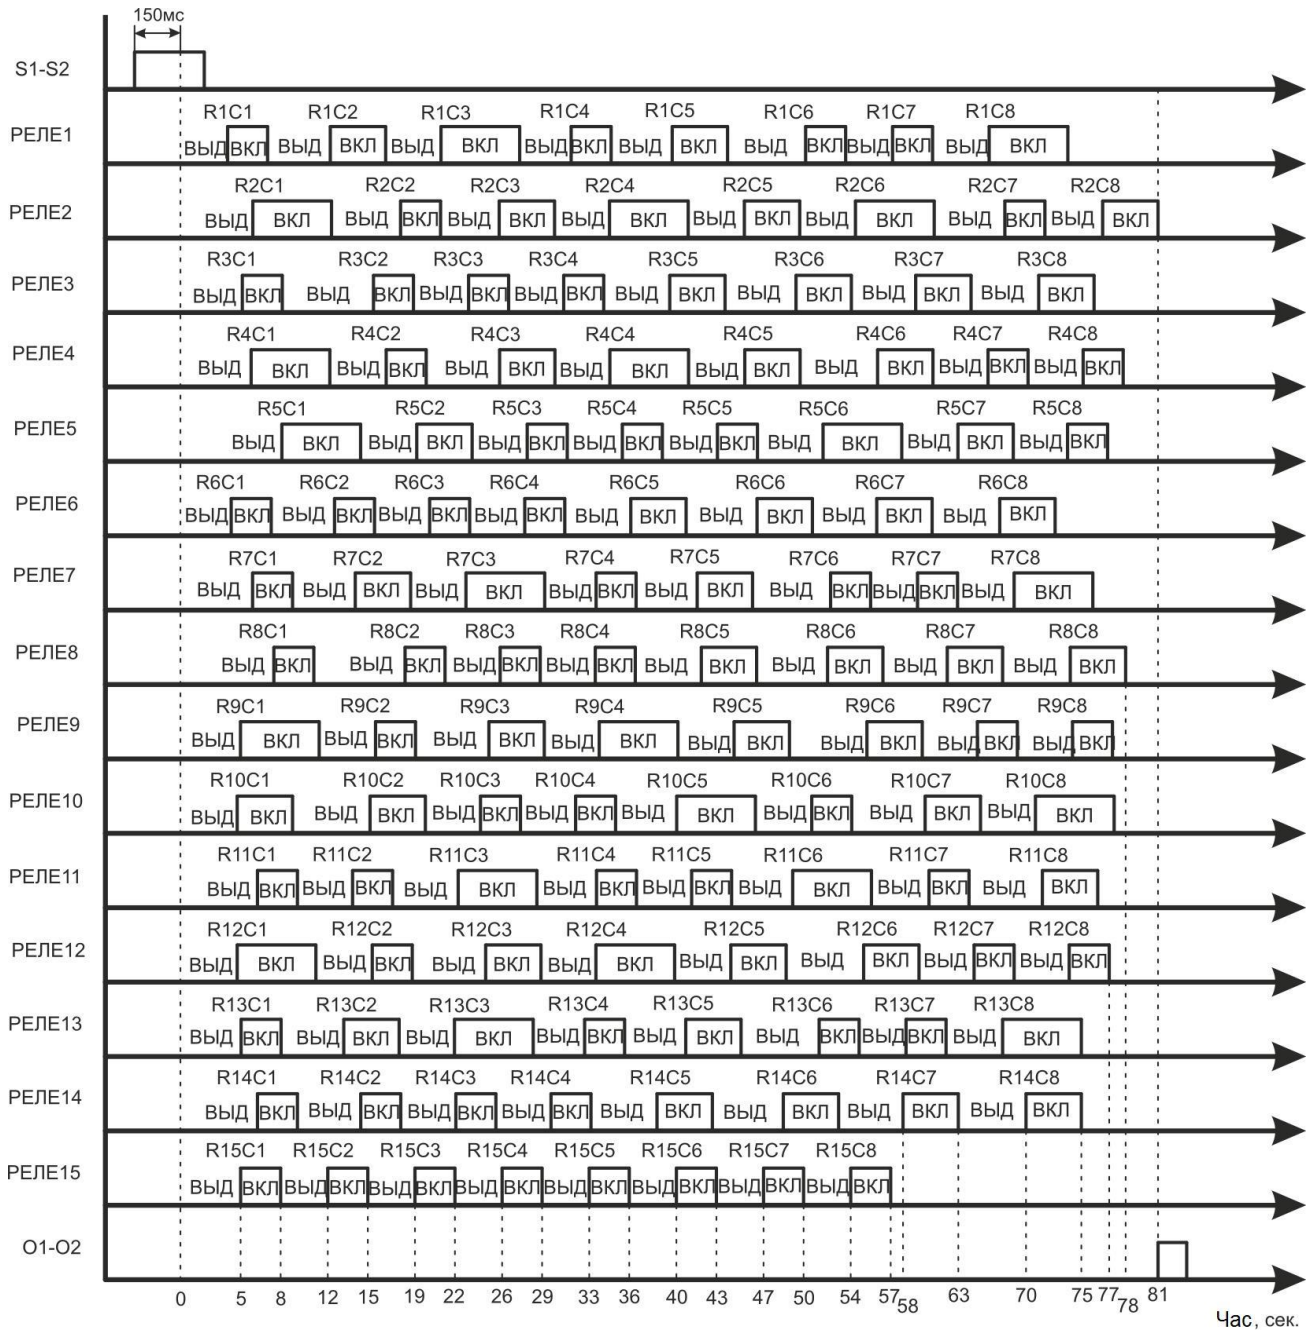 150мс
S1-S2
R1C1 R1C2 R1C3 R1C4 R1C5 R1C6 R1C7 R1C8
РЕЛЕ1 ВЫД ВКЛ ВЫД ВКЛ ВЫД ВКЛ ВЫД ВКЛ ВЫД ВКЛ ВЫД ВКЛ ВЫД ВКЛ ВЫД ВКЛ
R2C1 R2C2 R2C3 R2C4 R2C5 R2C6 R2C7 R2C8
РЕЛЕ2 ВЫД ВКЛ ВЫД ВКЛ ВЫД ВКЛ ВЫД ВКЛ ВЫД ВКЛ ВЫД ВКЛ ВЫД ВКЛ ВЫД ВКЛ
R3C1 R3C2 R3C3 R3C4 R3C5 R3C6 R3C7 R3C8
РЕЛЕ3 ВЫД ВКЛ ВЫД ВКЛ ВЫД ВКЛ ВЫД ВКЛ ВЫД ВКЛ ВЫД ВКЛ ВЫД ВКЛ ВЫД ВКЛ
R4C1 R4C2 R4C3 R4C4 R4C5 R4C6 R4C7 R4C8
РЕЛЕ4 ВЫД ВКЛ ВЫД ВКЛ ВЫД ВКЛ ВЫД ВКЛ ВЫД ВКЛ ВЫД ВКЛ ВЫД ВКЛ ВЫД ВКЛ
R5C1 R5C2 R5C3 R5C4 R5C5 R5C6 R5C7 R5C8
РЕЛЕ5 ВЫД ВКЛ ВЫД ВКЛ ВЫД ВКЛ ВЫД ВКЛ ВЫД ВКЛ ВЫД ВКЛ ВЫД ВКЛ ВЫД ВКЛ
R6C1 R6C2 R6C3 R6C4 R6C5 R6C6 R6C7 R6C8
РЕЛЕ6 ВЫД ВКЛ ВЫД ВКЛ ВЫД ВКЛ ВЫД ВКЛ ВЫД ВКЛ ВЫД ВКЛ ВЫД ВКЛ ВЫД ВКЛ
R7C1 R7C2 R7C3 R7C4 R7C5 R7C6 R7C7 R7C8
РЕЛЕ7 ВЫД ВКЛ ВЫД ВКЛ ВЫД ВКЛ ВЫД ВКЛ ВЫД ВКЛ ВЫД ВКЛ ВЫД ВКЛ ВЫД ВКЛ
R8C1 R8C2 R8C3 R8C4 R8C5 R8C6 R8C7 R8C8
РЕЛЕ8 ВЫД ВКЛ ВЫД ВКЛ ВЫД ВКЛ ВЫД ВКЛ ВЫД ВКЛ ВЫД ВКЛ ВЫД ВКЛ ВЫД ВКЛ
R9C1 R9C2 R9C3 R9C4 R9C5 R9C6 R9C7 R9C8
РЕЛЕ9 ВЫД ВКЛ ВЫД ВКЛ ВЫД ВКЛ ВЫД ВКЛ ВЫД ВКЛ ВЫД ВКЛ ВЫД ВКЛ ВЫД ВКЛ
R10C1 R10C2 R10C3 R10C4 R10C5 R10C6 R10C7 R10C8
РЕЛЕ10 ВЫД ВКЛ ВЫД ВКЛ ВЫД ВКЛ ВЫД ВКЛ ВЫД ВКЛ ВЫД ВКЛ ВЫД ВКЛ ВЫД ВКЛ
R11C1 R11C2 R11C3 R11C4 R11C5 R11C6 R11C7 R11C8
РЕЛЕ11 ВЫД ВКЛ ВЫД ВКЛ ВЫД ВКЛ ВЫД ВКЛ ВЫД ВКЛ ВЫД ВКЛ ВЫД ВКЛ ВЫД ВКЛ
R12C1 R12C2 R12C3 R12C4 R12C5 R12C6 R12C7 R12C8
РЕЛЕ12 ВЫД ВКЛ ВЫД ВКЛ ВЫД ВКЛ ВЫД ВКЛ ВЫД ВКЛ ВЫД ВКЛ ВЫД ВКЛ ВЫД ВКЛ
R13C1 R13C2 R13C3 R13C4 R13C5 R13C6 R13C7 R13C8
РЕЛЕ13 ВЫД ВКЛ ВЫД ВКЛ ВЫД ВКЛ ВЫД ВКЛ ВЫД ВКЛ ВЫД ВКЛ ВЫД ВКЛ ВЫД ВКЛ
R14C1 R14C2 R14C3 R14C4 R14C5 R14C6 R14C7 R14C8
РЕЛЕ14 ВЫД ВКЛ ВЫД ВКЛ ВЫД ВКЛ ВЫД ВКЛ ВЫД ВКЛ ВЫД ВКЛ ВЫД ВКЛ ВЫД ВКЛ
R15C1 R15C2 R15C3 R15C4 R15C5 R15C6 R15C7 R15C8
РЕЛЕ15 ВЫД ВКЛ ВЫД ВКЛ ВЫД ВКЛ ВЫД ВКЛ ВЫД ВКЛ ВЫД ВКЛ ВЫД ВКЛ ВЫД ВКЛ
O1-O2
0 5 8 12 15 19 22 26 29 33 36 40 43 47 50 54 57 58 63 70 75 77 78 81
Час, сек.